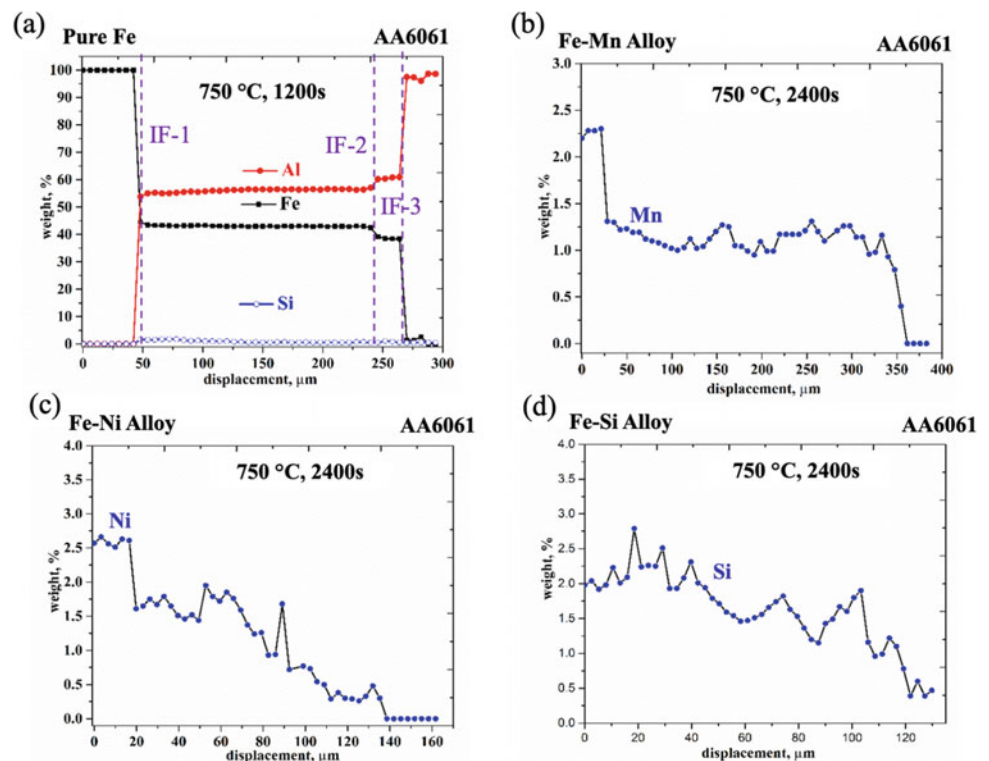 (a)
Pure Fe AA6061
750 °C, 1200s
IF-1
IF-2
IF-3
Al
Fe
Si
weight, %
100
90
80
70
60
50
40
30
20
10
0
0 50 100 150 200 250 300
displacement, µm
(b)
Fe-Mn Alloy AA6061
750 °C, 2400s
Mn
weight, %
3.0
2.5
2.0
1.5
1.0
0.5
0.0
0 50 100 150 200 250 300 350 400
displacement, µm
(c)
Fe-Ni Alloy AA6061
750 °C, 2400s
Ni
weight, %
4.0
3.5
3.0
2.5
2.0
1.5
1.0
0.5
0.0
0 20 40 60 80 100 120 140 160
displacement, µm
(d)
Fe-Si Alloy AA6061
750 °C, 2400s
Si
weight, %
4.0
3.5
3.0
2.5
2.0
1.5
1.0
0.5
0.0
0 20 40 60 80 100 120
displacement, µm